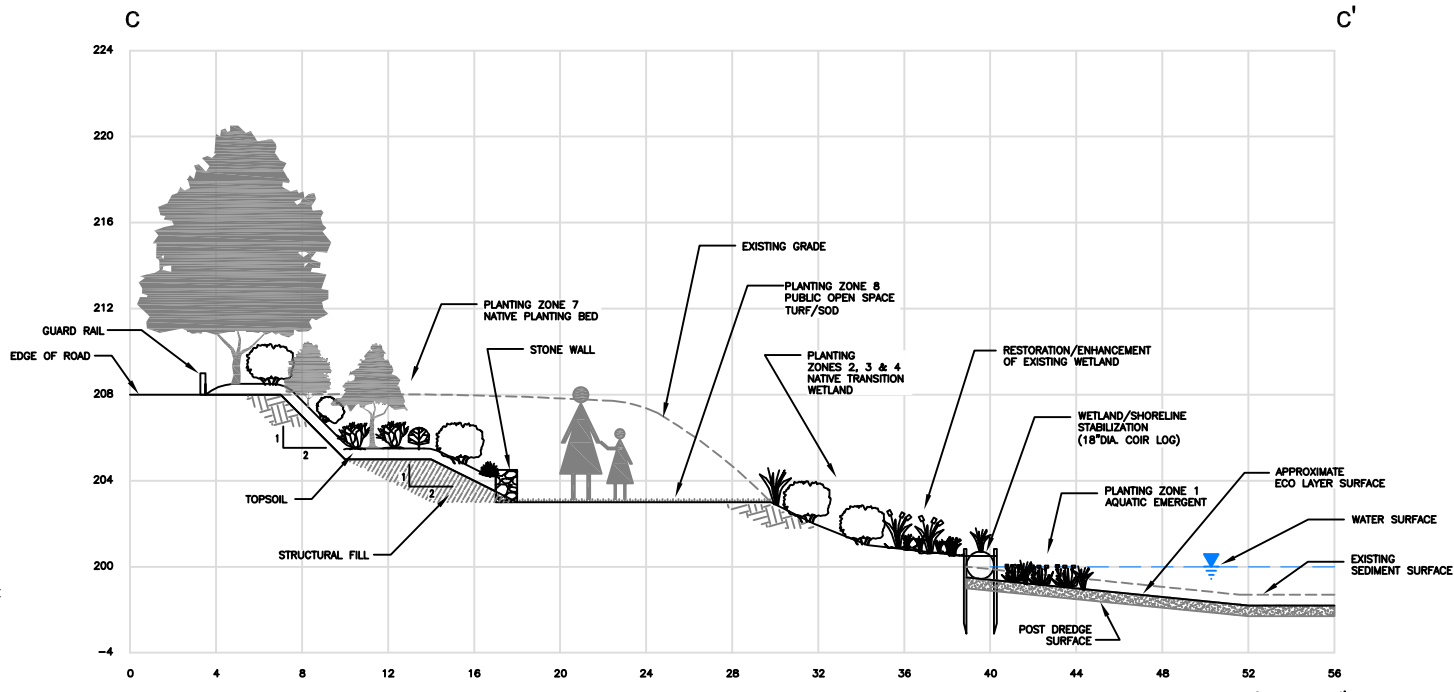 C
C'
224
220
216
212
208
204
200
-4
0
4
8
12
16
20
24
28
32
36
40
44
48
52
56
EXISTING GRADE
PLANTING ZONE 8
PUBLIC OPEN SPACE
TURF/SOD
PLANTING ZONE 7
NATIVE PLANTING BED
GUARD RAIL
EDGE OF ROAD
STONE WALL
PLANTING
ZONES 2, 3 & 4
NATIVE TRANSITION
WETLAND
RESTORATION/ENHANCEMENT
OF EXISTING WETLAND
WETLAND/SHORELINE
STABILIZATION
(18"DIA. COIR LOG)
1
2
1
2
TOPSOIL
STRUCTURAL FILL
APPROXIMATE
ECO LAYER SURFACE
PLANTING ZONE 1
AQUATIC EMERGENT
WATER SURFACE
EXISTING
SEDIMENT SURFACE
POST DREDGE
SURFACE